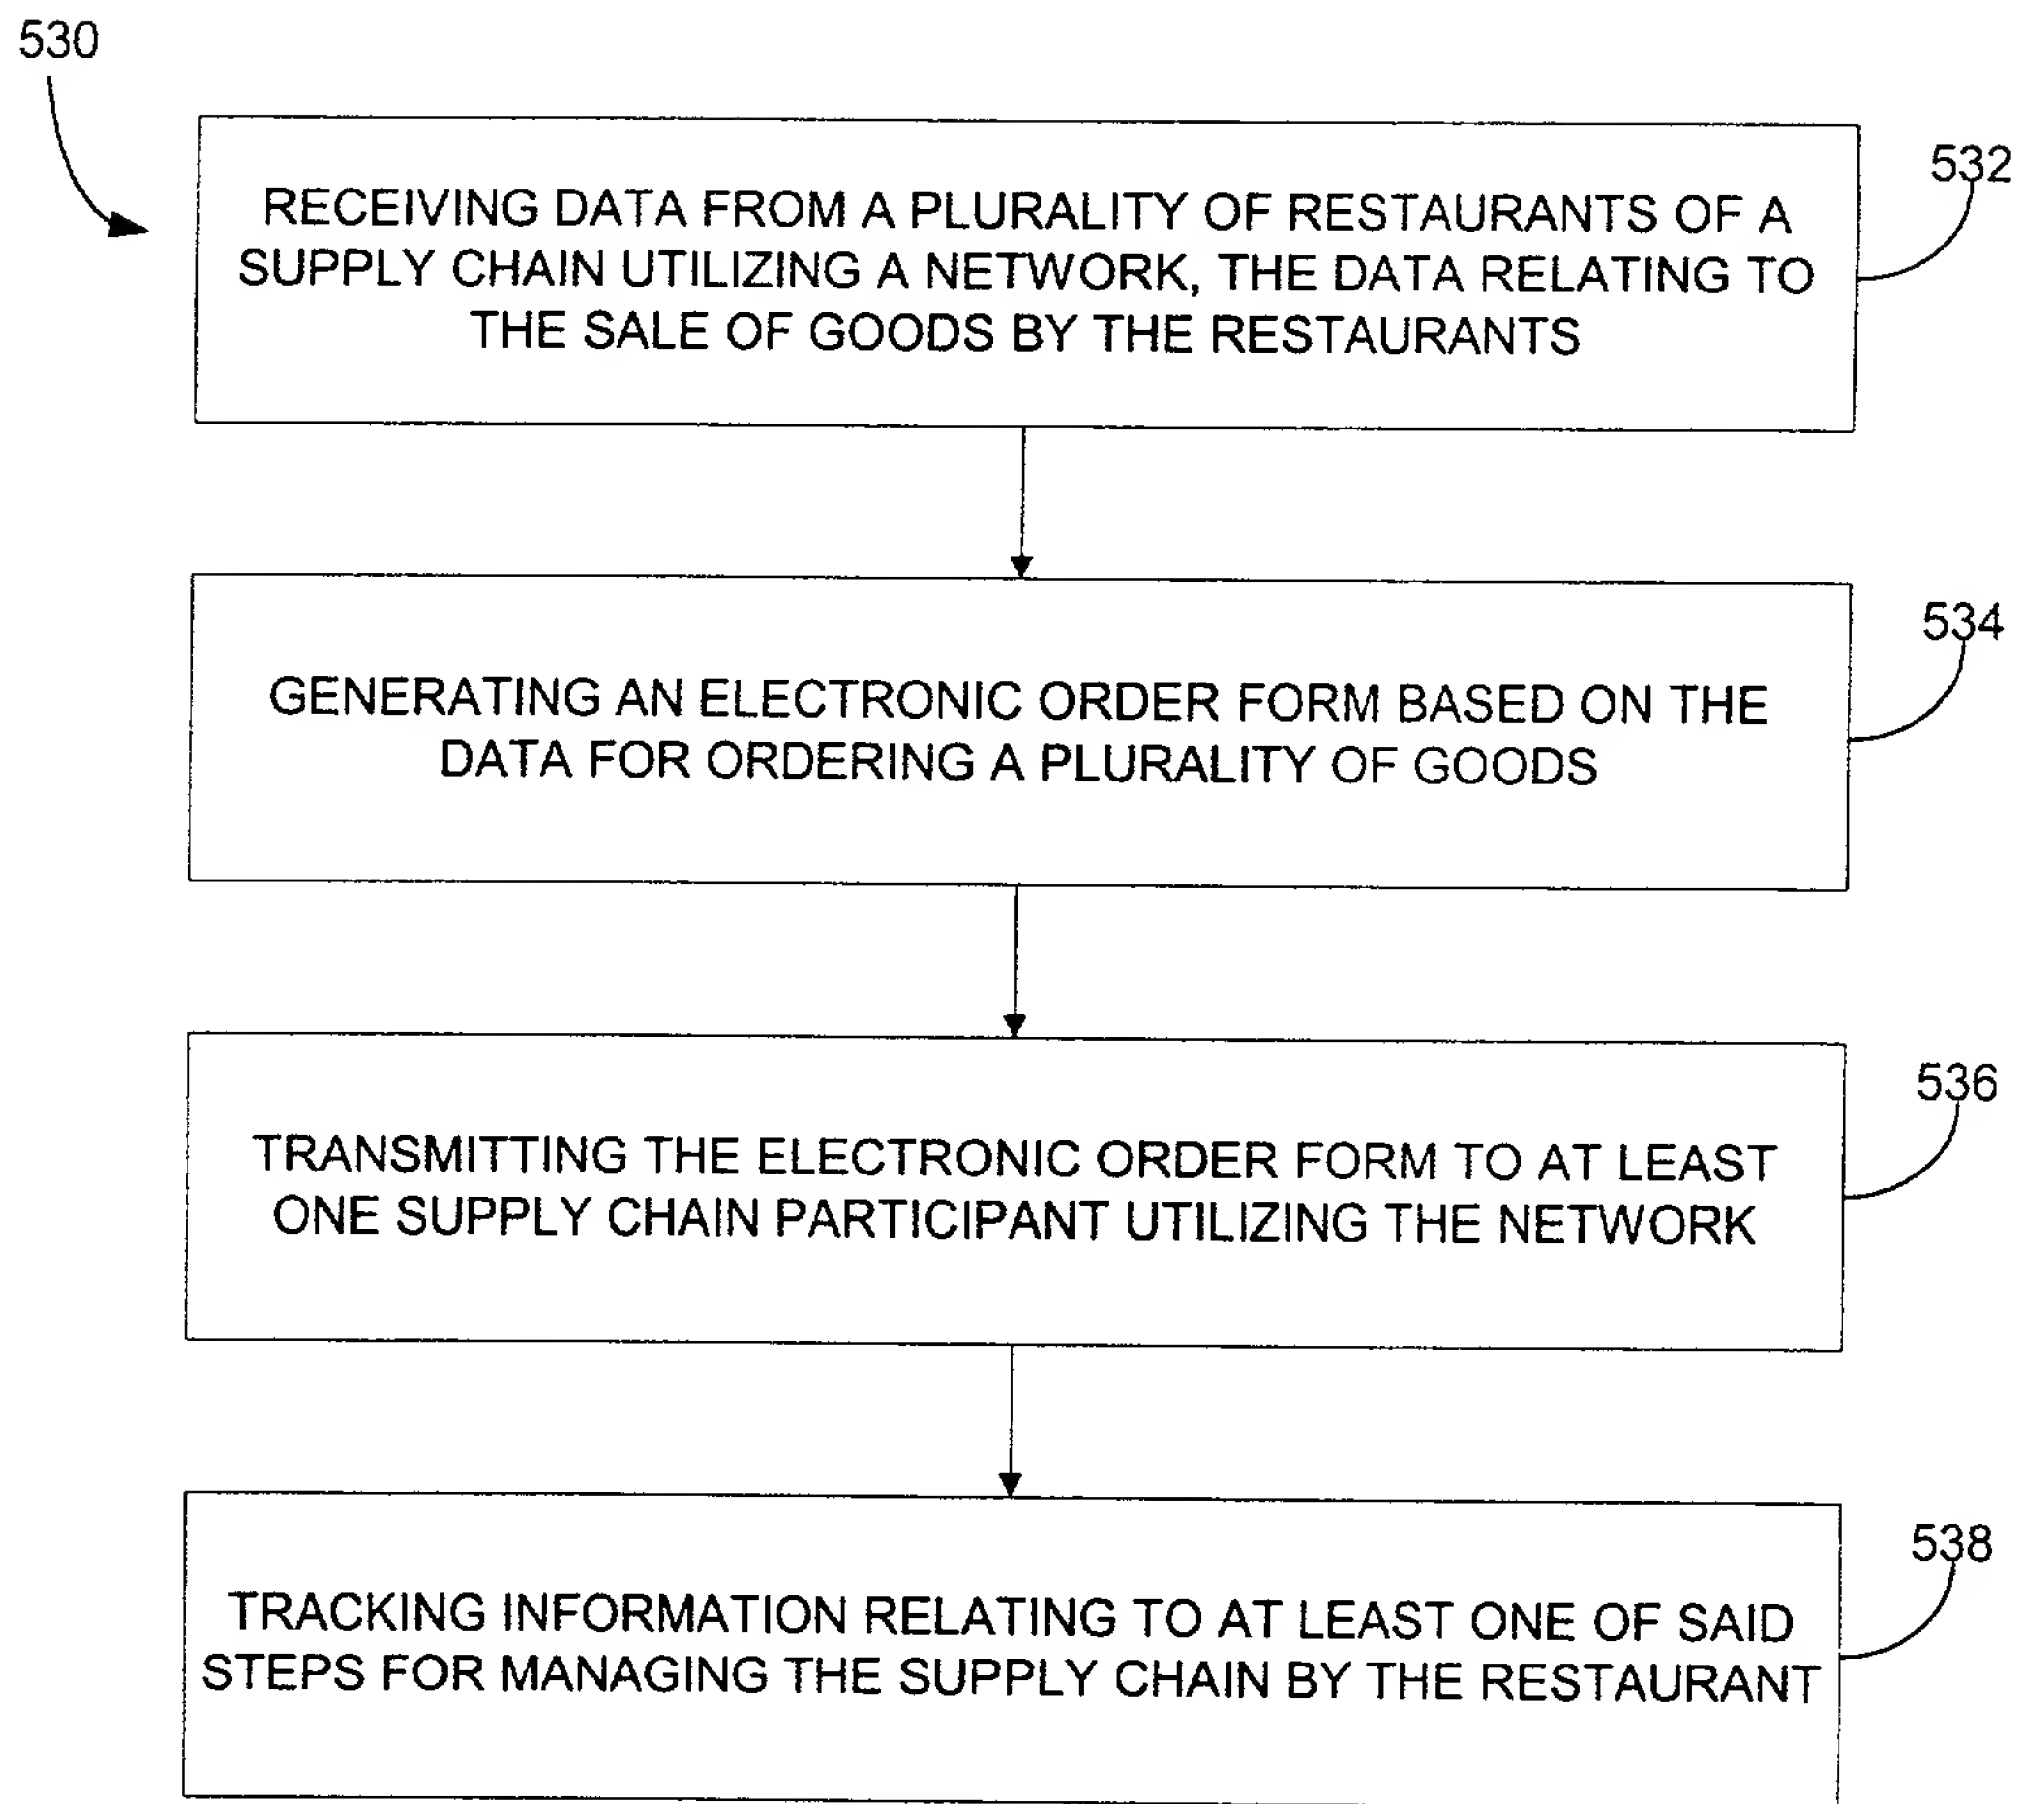 530
532
RECEIVING DATA FROM A PLURALITY OF RESTAURANTS OF A
SUPPLY CHAIN UTILIZING A NETWORK, THE DATA RELATING TO
THE SALE OF GOODS BY THE RESTAURANTS
534
GENERATING AN ELECTRONIC ORDER FORM BASED ON THE
DATA FOR ORDERING A PLURALITY OF GOODS
536
TRANSMITTING THE ELECTRONIC ORDER FORM TO AT LEAST
ONE SUPPLY CHAIN PARTICIPANT UTILIZING THE NETWORK
538
TRACKING INFORMATION RELATING TO AT LEAST ONE OF SAID
STEPS FOR MANAGING THE SUPPLY CHAIN BY THE RESTAURANT